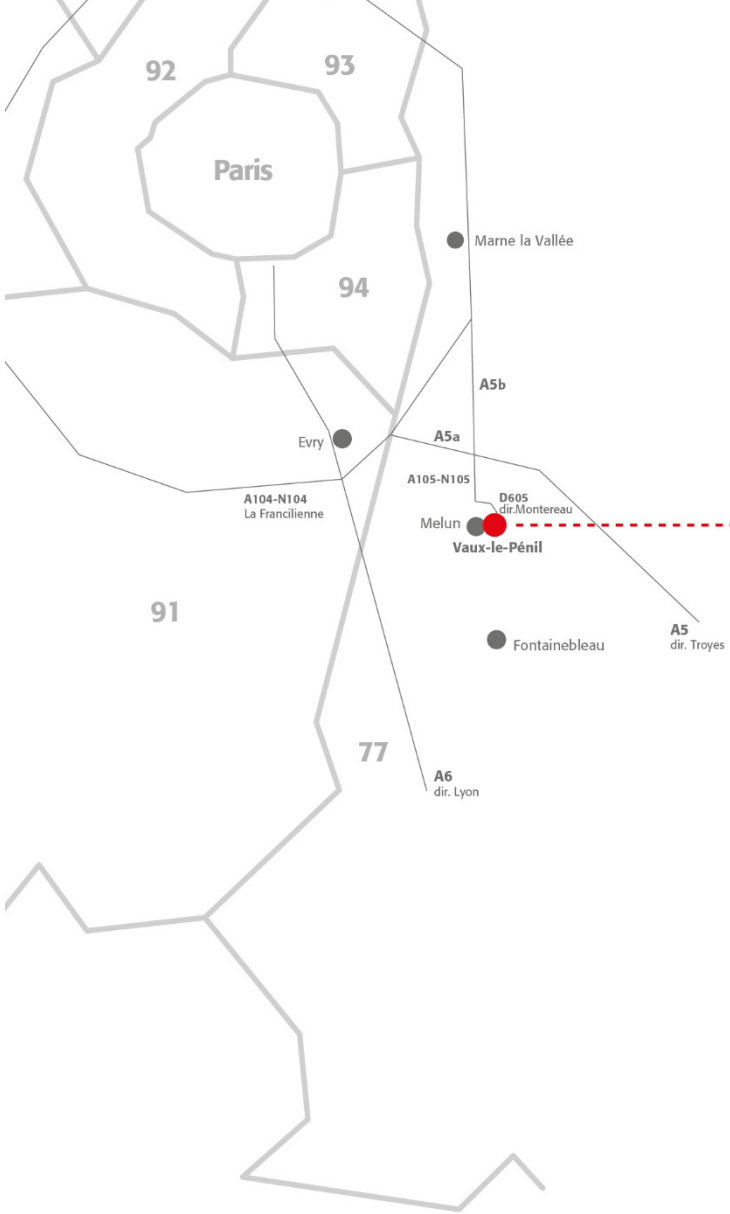 92
93
Paris
Marne la Vallée
94
A5b
A5a
Evry
A105-N105
A104-N104
La Francilienne
D605
dir.Montereau
Melun
Vaux-le-Pénil
91
A5
dir. Troyes
Fontainebleau
77
A6
dir. Lyon